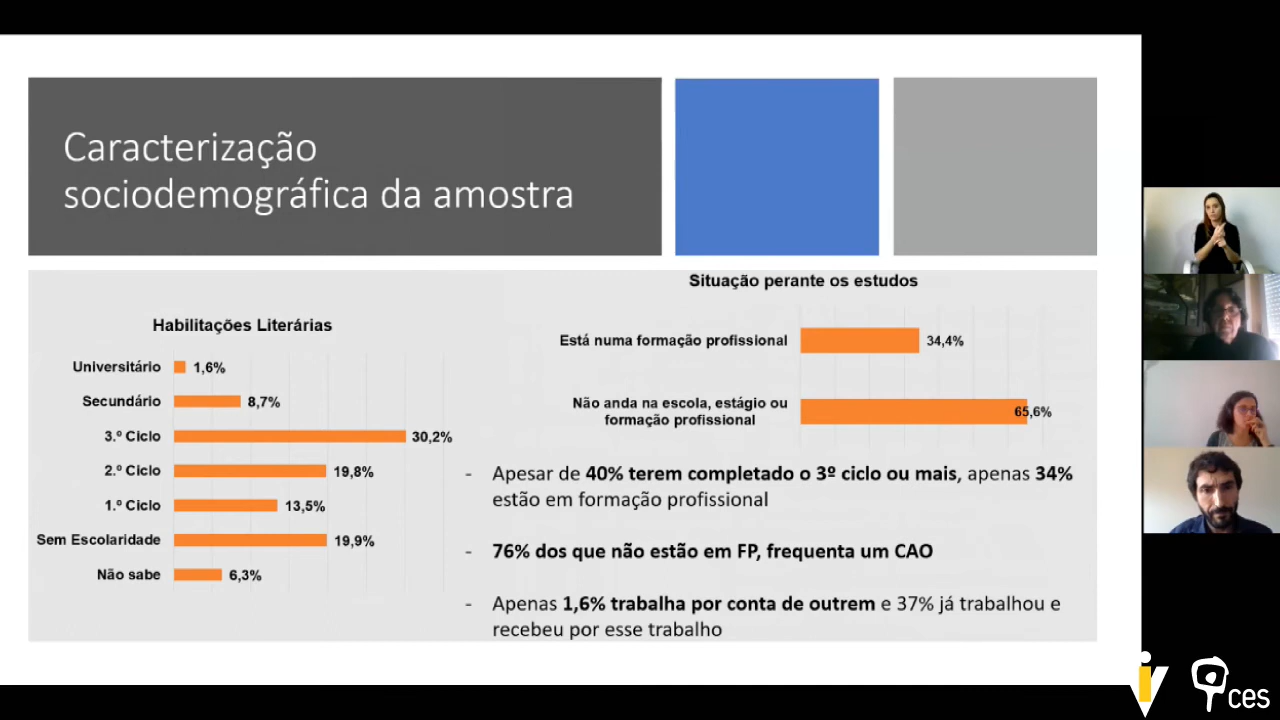 Caracterização
sociodemográfica da amostra
Habilitações Literárias
Universitário 1,6%
Secundário 8,7%
3.º Ciclo 30,2%
2.º Ciclo 19,8%
1.º Ciclo 13,5%
Sem Escolaridade 19,9%
Não sabe 6,3%
Situação perante os estudos
Está numa formação profissional 34,4%
Não anda na escola, estágio ou
formação profissional
65,6%
- Apesar de 40% terem completado o 3º ciclo ou mais, apenas 34%
estão em formação profissional
- 76% dos que não estão em FP, frequenta um CAO
- Apenas 1,6% trabalha por conta de outrem e 37% já trabalhou e
recebeu por esse trabalho
iv
ces